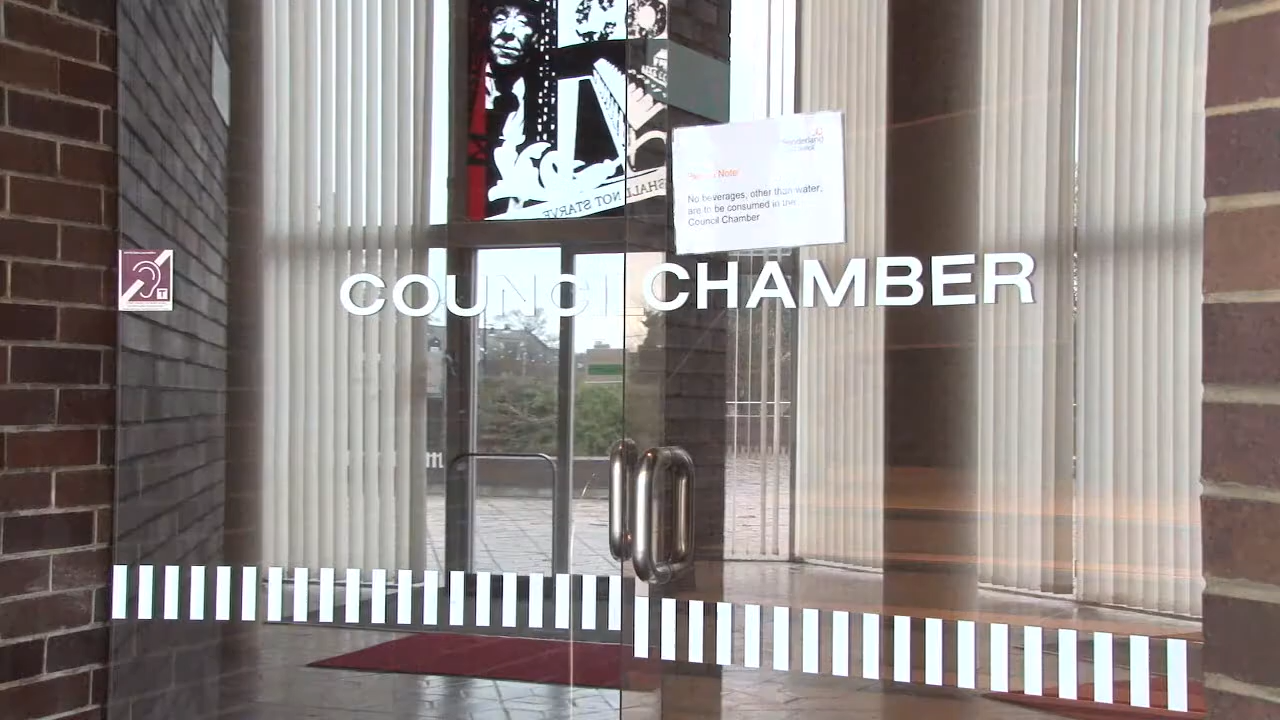 SHALL
NOT STARVE
Sunderland
Please Note!
No beverages, other than water,
are to be consumed in the
Council Chamber
COUNCIL CHAMBER
T